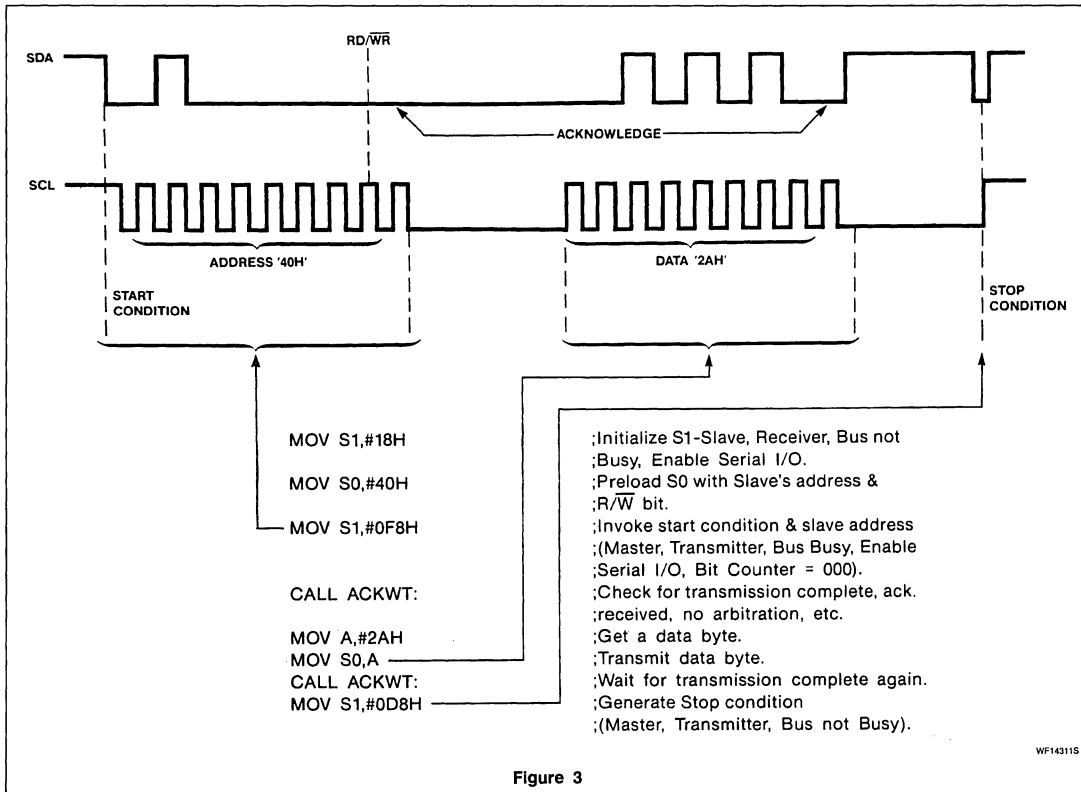 RD/W̅R̅
SDA
ACKNOWLEDGE
SCL
ADDRESS '40H'
DATA '2AH'
START
CONDITION
STOP
CONDITION
MOV S1,#18H
;Initialize S1-Slave, Receiver, Bus not
;Busy, Enable Serial I/O.
MOV S0,#40H
;Preload S0 with Slave's address &
;R/W̅ bit.
MOV S1,#0F8H
;Invoke start condition & slave address
;(Master, Transmitter, Bus Busy, Enable
;Serial I/O, Bit Counter = 000).
CALL ACKWT:
;Check for transmission complete, ack.
;received, no arbitration, etc.
MOV A,#2AH
;Get a data byte.
MOV S0,A
;Transmit data byte.
CALL ACKWT:
;Wait for transmission complete again.
MOV S1,#0D8H
;Generate Stop condition
;(Master, Transmitter, Bus not Busy).
WF14311S
Figure 3